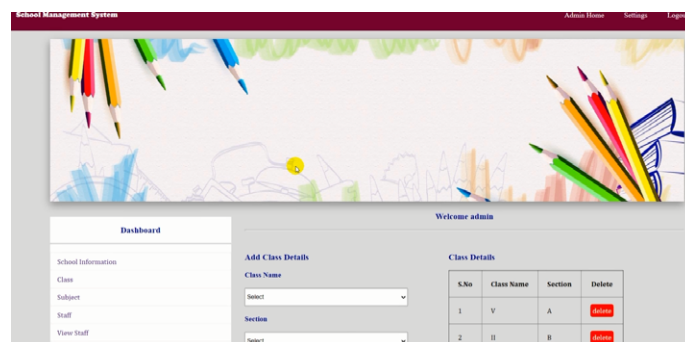 School Management System
Admin Home Settings
Welcome admin
Dashboard
School Information
Class
Subject
Staff
View Staff
Add Class Details
Class Name
Select
Section
Select
Class Details
S.No Class Name Section Delete
1 V A delete
2 II B delete